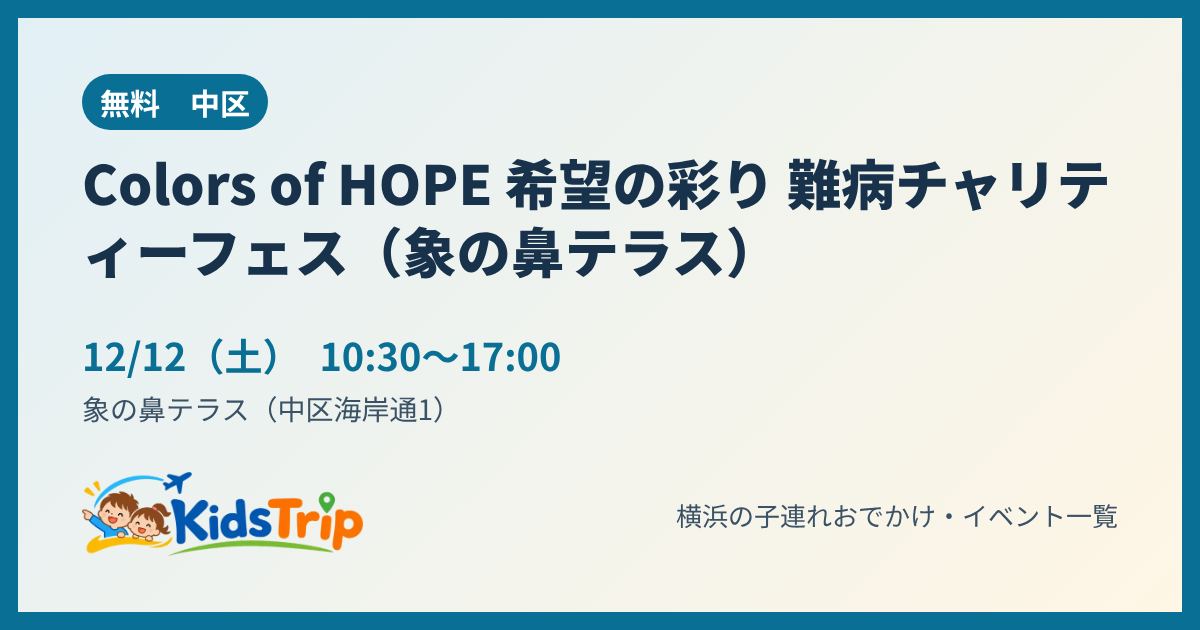 無料　中区
Colors of HOPE 希望の彩り 難病チャリテ
ィーフェス（象の鼻テラス）
12/12（土）　10:30〜17:00
象の鼻テラス（中区海岸通1）
KidsTrip
横浜の子連れおでかけ・イベント一覧